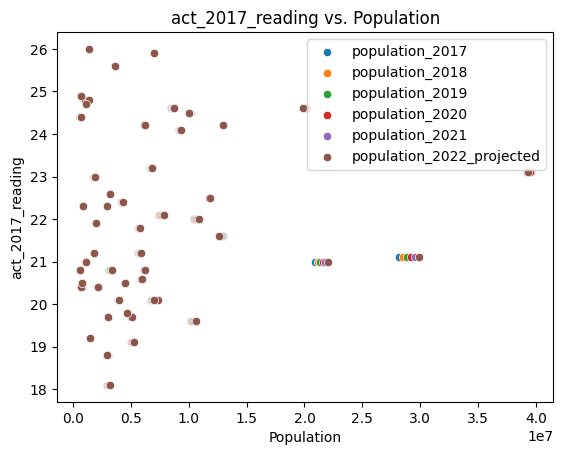 act_2017_reading vs. Population
26
25
24
23
22
21
20
19
18
act_2017_reading
population_2017
population_2018
population_2019
population_2020
population_2021
population_2022_projected
0.0 0.5 1.0 1.5 2.0 2.5 3.0 3.5 4.0
1e7
Population